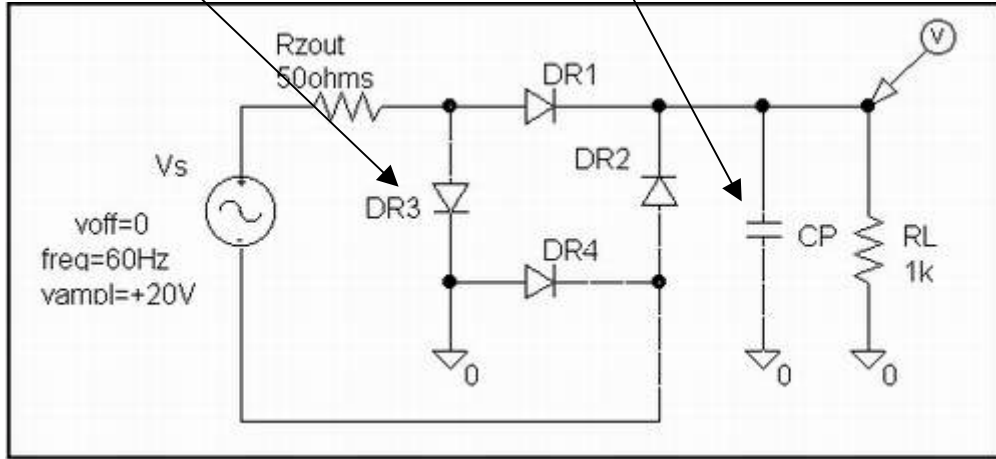 Rzout
50ohms
DR1
V
Vs
DR2
DR3
voff=0
freq=60Hz
vampl=+20V
DR4
CP
RL
1k
0
0
0